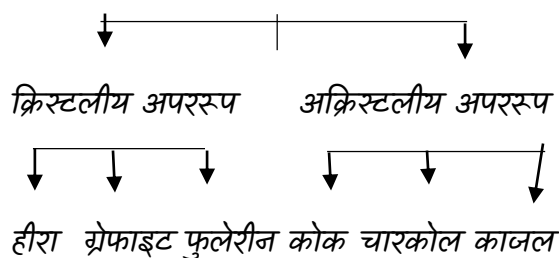 क्रिस्टलीय अपररूप अक्रिस्टलीय अपररूप
हीरा ग्रेफाइट फुलेरीन कोक चारकोल काजल